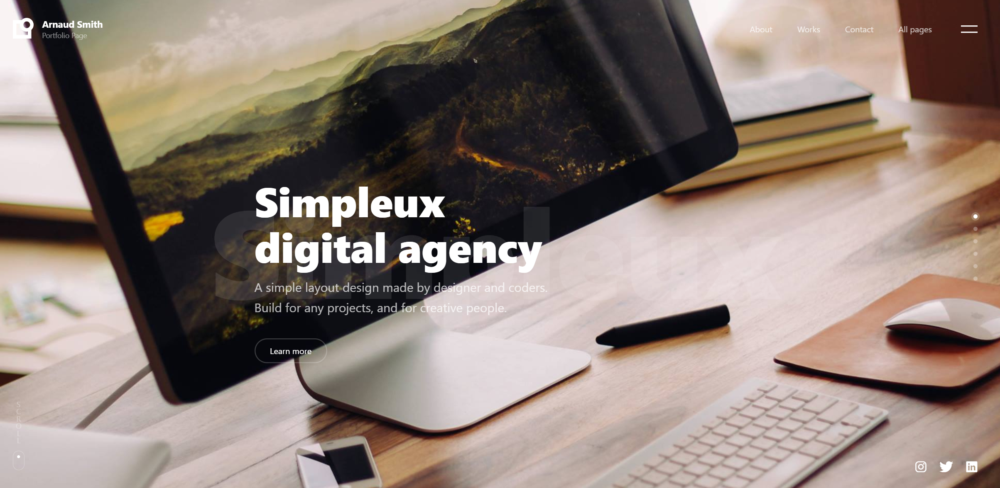 Arnaud Smith
Portfolio Page
About
Works
Contact
All pages
Simpleux
Simpleux
digital agency
A simple layout design made by designer and coders.
Build for any projects, and for creative people.
Learn more
SCROLL
in